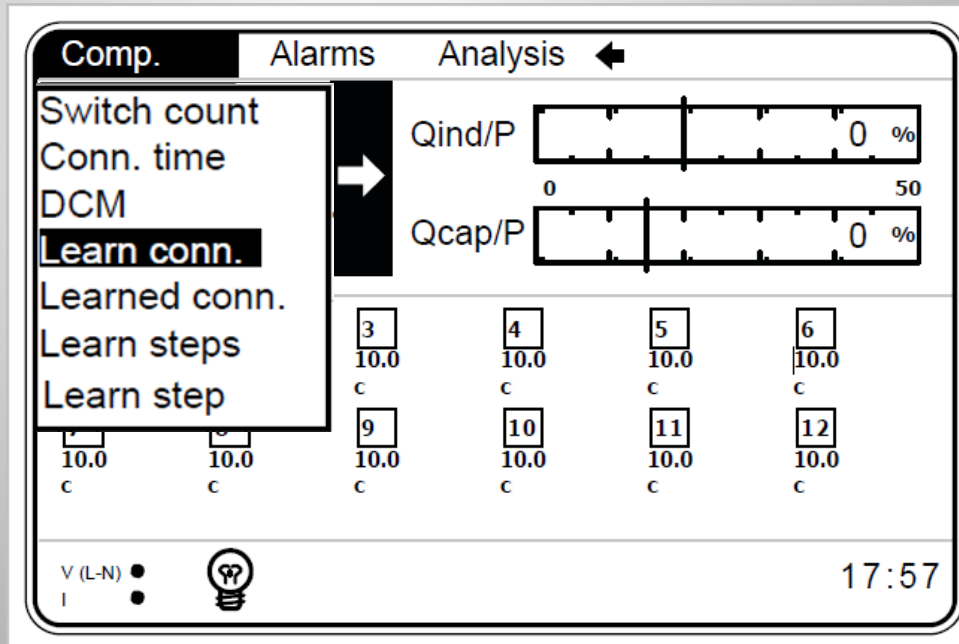 Comp. Alarms Analysis
Switch count
Conn. time
DCM
Learn conn.
Learned conn.
Learn steps
Learn step
Qind/P 0 %
0 50
Qcap/P 0 %
3 4 5 6
10.0 10.0 10.0 10.0
c c c c
9 10 11 12
10.0 10.0 10.0 10.0 10.0 10.0
c c c c c c
V (L-N)
I
17:57